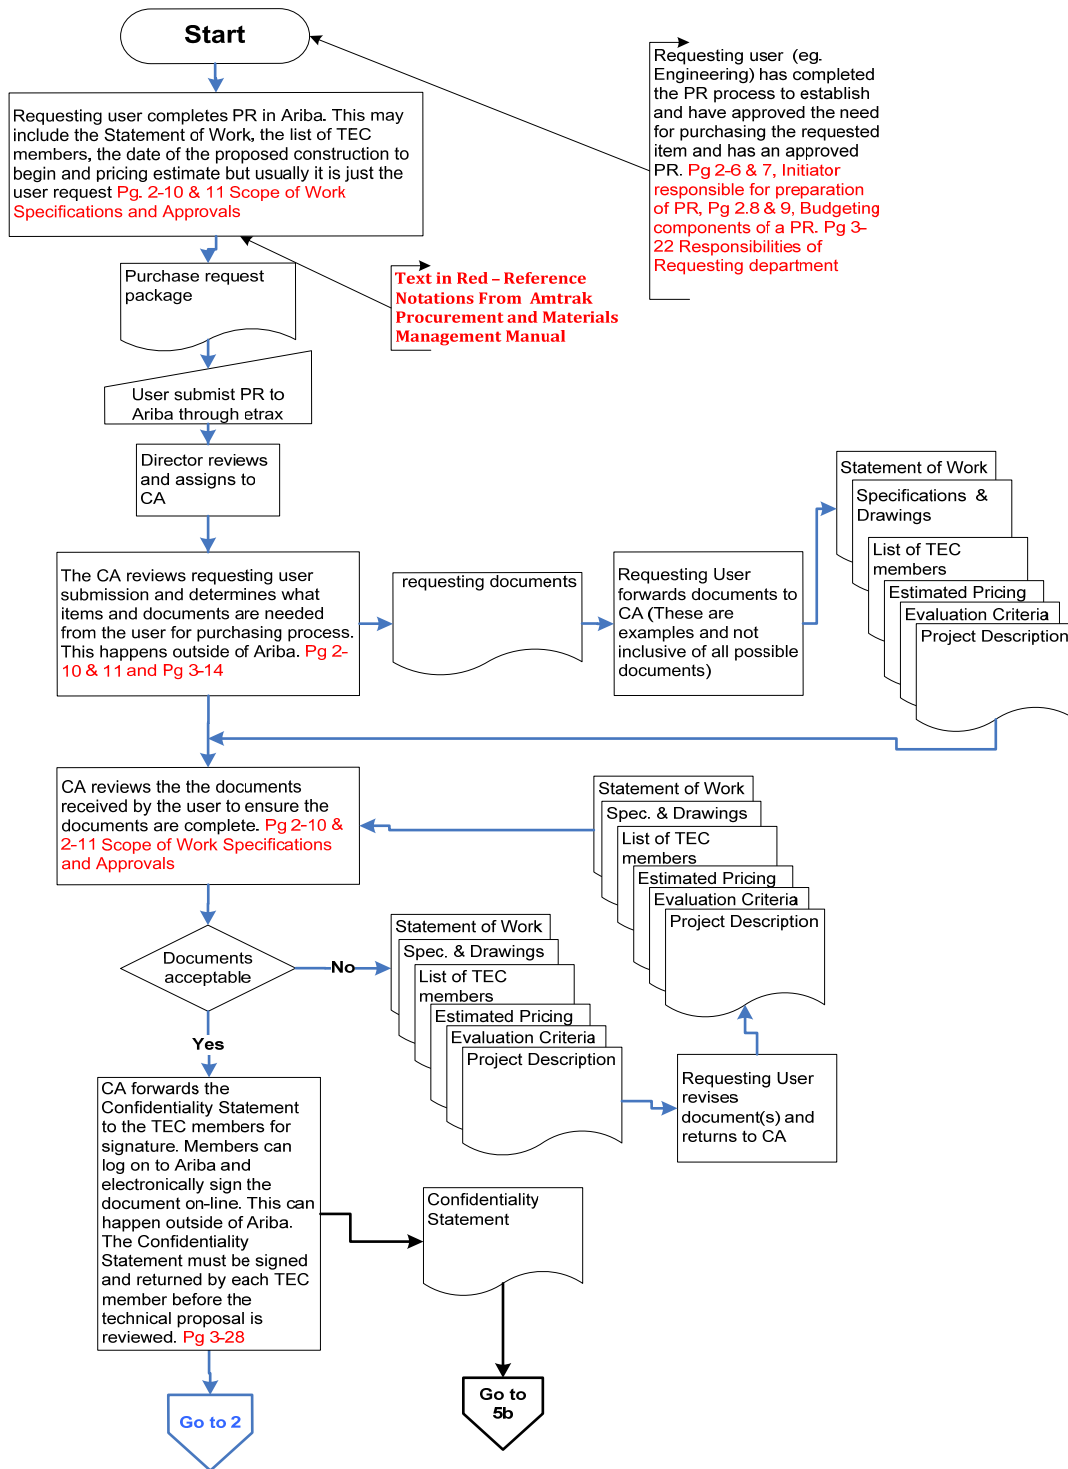 Start
Requesting user (eg.
Engineering) has completed
the PR process to establish
and have approved the need
for purchasing the requested
item and has an approved
PR. Pg 2-6 & 7, Initiator
responsible for preparation
of PR, Pg 2.8 & 9, Budgeting
components of a PR. Pg 3-
22 Responsibilities of
Requesting department
Requesting user completes PR in Ariba. This may
include the Statement of Work, the list of TEC
members, the date of the proposed construction to
begin and pricing estimate but usually it is just the
user request Pg. 2-10 & 11 Scope of Work
Specifications and Approvals
Text in Red – Reference
Notations From Amtrak
Procurement and Materials
Management Manual
Purchase request
package
User submist PR to
Ariba through etrax
Director reviews
and assigns to
CA
The CA reviews requesting user
submission and determines what
items and documents are needed
from the user for purchasing process.
This happens outside of Ariba. Pg 2-
10 & 11 and Pg 3-14
requesting documents
Requesting User
forwards documents to
CA (These are
examples and not
inclusive of all possible
documents)
Statement of Work
Specifications &
Drawings
List of TEC
members
Estimated Pricing
Evaluation Criteria
Project Description
CA reviews the the documents
received by the user to ensure the
documents are complete. Pg 2-10 &
2-11 Scope of Work Specifications
and Approvals
Statement of Work
Spec. & Drawings
List of TEC
members
Estimated Pricing
Evaluation Criteria
Project Description
Documents
acceptable
No
Statement of Work
Spec. & Drawings
List of TEC
members
Estimated Pricing
Evaluation Criteria
Project Description
Requesting User
revises
document(s) and
returns to CA
Yes
CA forwards the
Confidentiality Statement
to the TEC members for
signature. Members can
log on to Ariba and
electronically sign the
document on-line. This can
happen outside of Ariba.
The Confidentiality
Statement must be signed
and returned by each TEC
member before the
technical proposal is
reviewed. Pg 3-28
Confidentiality
Statement
Go to 2
Go to
5b